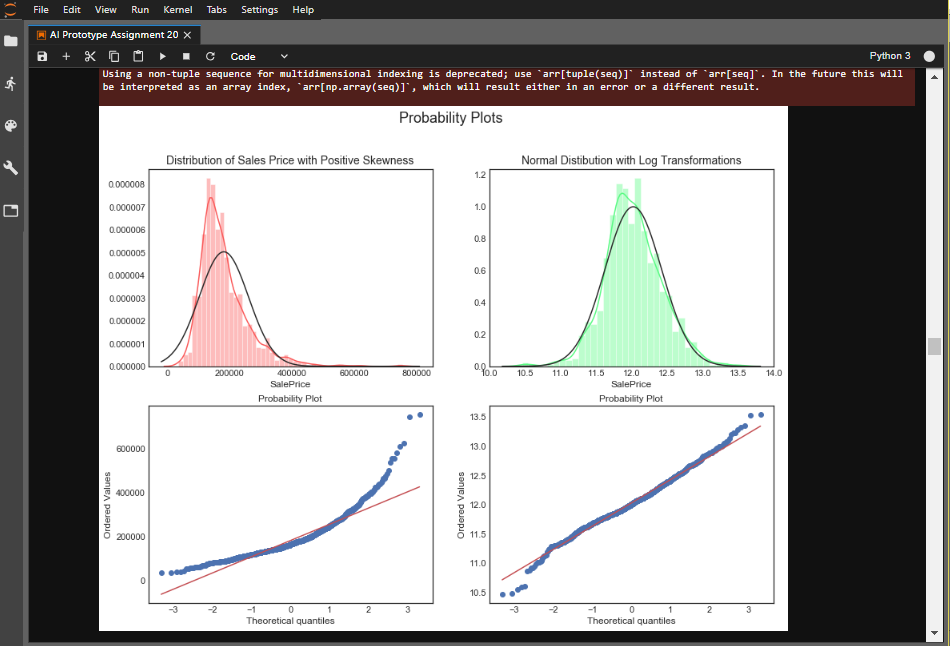 File Edit View Run Kernel Tabs Settings Help
AI Prototype Assignment 20
Code
Python 3
Using a non-tuple sequence for multidimensional indexing is deprecated; use `arr[tuple(seq)]` instead of `arr[seq]`. In the future this will
be interpreted as an array index, `arr[np.array(seq)]`, which will result either in an error or a different result.
Probability Plots
Distribution of Sales Price with Positive Skewness
0.000008
0.000007
0.000006
0.000005
0.000004
0.000003
0.000002
0.000001
0.000000
0 200000 400000 600000 800000
SalePrice
Normal Distibution with Log Transformations
1.2
1.0
0.8
0.6
0.4
0.2
0.0
10.0 10.5 11.0 11.5 12.0 12.5 13.0 13.5 14.0
SalePrice
Probability Plot
Ordered Values
600000
400000
200000
0
−3 −2 −1 0 1 2 3
Theoretical quantiles
Probability Plot
Ordered Values
13.5
13.0
12.5
12.0
11.5
11.0
10.5
−3 −2 −1 0 1 2 3
Theoretical quantiles